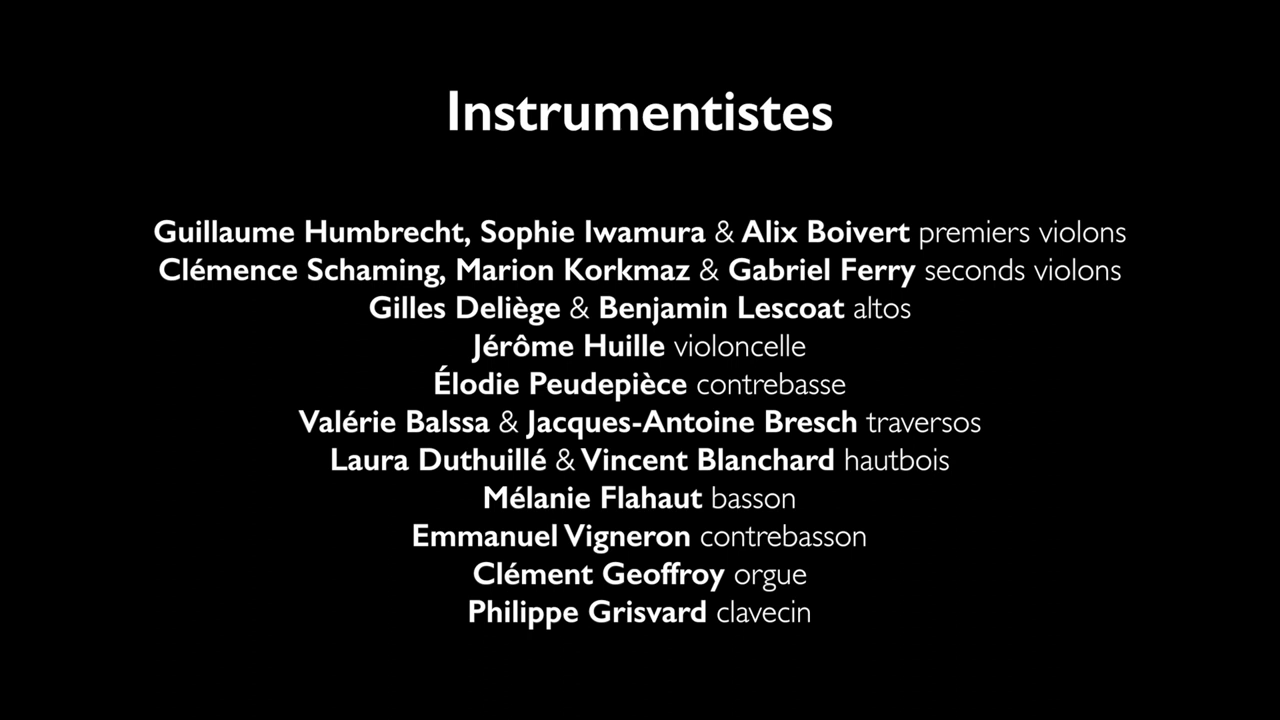 Instrumentistes
Guillaume Humbrecht, Sophie Iwamura & Alix Boivert premiers violons
Clémence Schaming, Marion Korkmaz & Gabriel Ferry seconds violons
Gilles Deliège & Benjamin Lescoat altos
Jérôme Huille violoncelle
Élodie Peudepièce contrebasse
Valérie Balssa & Jacques-Antoine Bresch traversos
Laura Duthuillé & Vincent Blanchard hautbois
Mélanie Flahaut basson
Emmanuel Vigneron contrebasson
Clément Geoffroy orgue
Philippe Grisvard clavecin